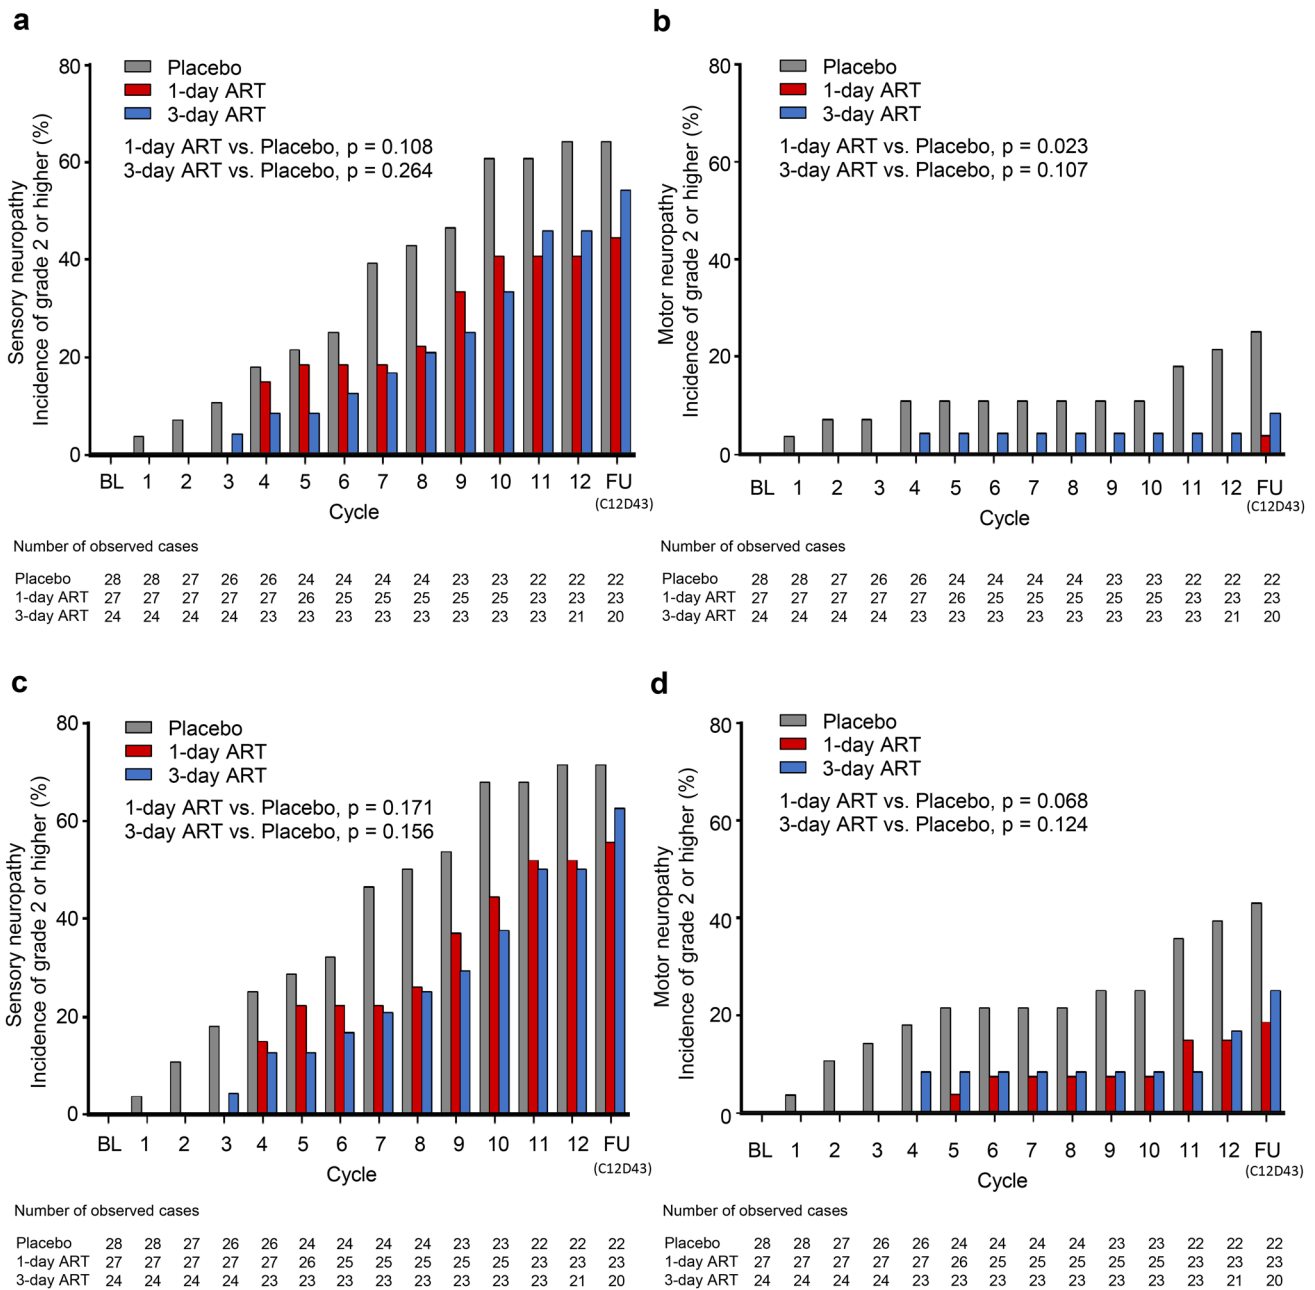 a
80
60
40
20
0
Sensory neuropathy
Incidence of grade 2 or higher (%)
Placebo
1-day ART
3-day ART
1-day ART vs. Placebo, p = 0.108
3-day ART vs. Placebo, p = 0.264
BL 1 2 3 4 5 6 7 8 9 10 11 12 FU
(C12D43)
Cycle
Number of observed cases
Placebo 28 28 27 26 26 24 24 24 24 23 23 22 22 22
1-day ART 27 27 27 27 27 26 25 25 25 25 25 23 23 23
3-day ART 24 24 24 24 23 23 23 23 23 23 23 23 21 20
b
80
60
40
20
0
Motor neuropathy
Incidence of grade 2 or higher (%)
Placebo
1-day ART
3-day ART
1-day ART vs. Placebo, p = 0.023
3-day ART vs. Placebo, p = 0.107
BL 1 2 3 4 5 6 7 8 9 10 11 12 FU
(C12D43)
Cycle
Number of observed cases
Placebo 28 28 27 26 26 24 24 24 24 23 23 22 22 22
1-day ART 27 27 27 27 27 26 25 25 25 25 25 23 23 23
3-day ART 24 24 24 24 23 23 23 23 23 23 23 23 21 20
c
80
60
40
20
0
Sensory neuropathy
Incidence of grade 2 or higher (%)
Placebo
1-day ART
3-day ART
1-day ART vs. Placebo, p = 0.171
3-day ART vs. Placebo, p = 0.156
BL 1 2 3 4 5 6 7 8 9 10 11 12 FU
(C12D43)
Cycle
Number of observed cases
Placebo 28 28 27 26 26 24 24 24 24 23 23 22 22 22
1-day ART 27 27 27 27 27 26 25 25 25 25 25 23 23 23
3-day ART 24 24 24 24 23 23 23 23 23 23 23 23 21 20
d
80
60
40
20
0
Motor neuropathy
Incidence of grade 2 or higher (%)
Placebo
1-day ART
3-day ART
1-day ART vs. Placebo, p = 0.068
3-day ART vs. Placebo, p = 0.124
BL 1 2 3 4 5 6 7 8 9 10 11 12 FU
(C12D43)
Cycle
Number of observed cases
Placebo 28 28 27 26 26 24 24 24 24 23 23 22 22 22
1-day ART 27 27 27 27 27 26 25 25 25 25 25 23 23 23
3-day ART 24 24 24 24 23 23 23 23 23 23 23 23 21 20